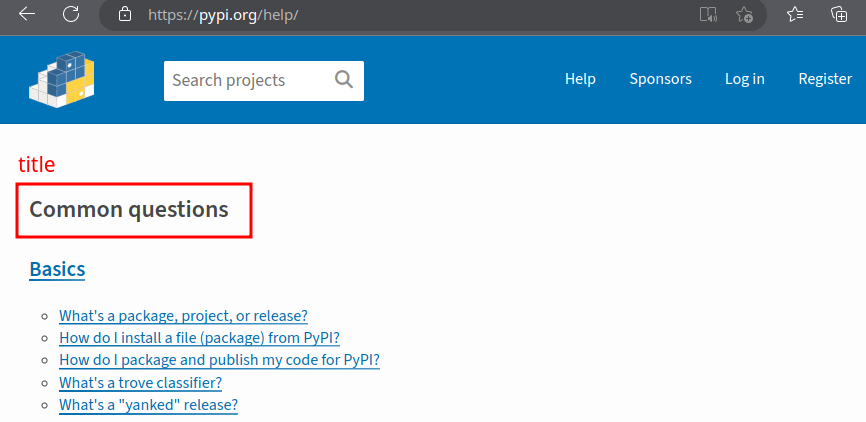 https://pypi.org/help/
Search projects
Help
Sponsors
Log in
Register
title
Common questions
Basics
What's a package, project, or release?
How do I install a file (package) from PyPI?
How do I package and publish my code for PyPI?
What's a trove classifier?
What's a "yanked" release?